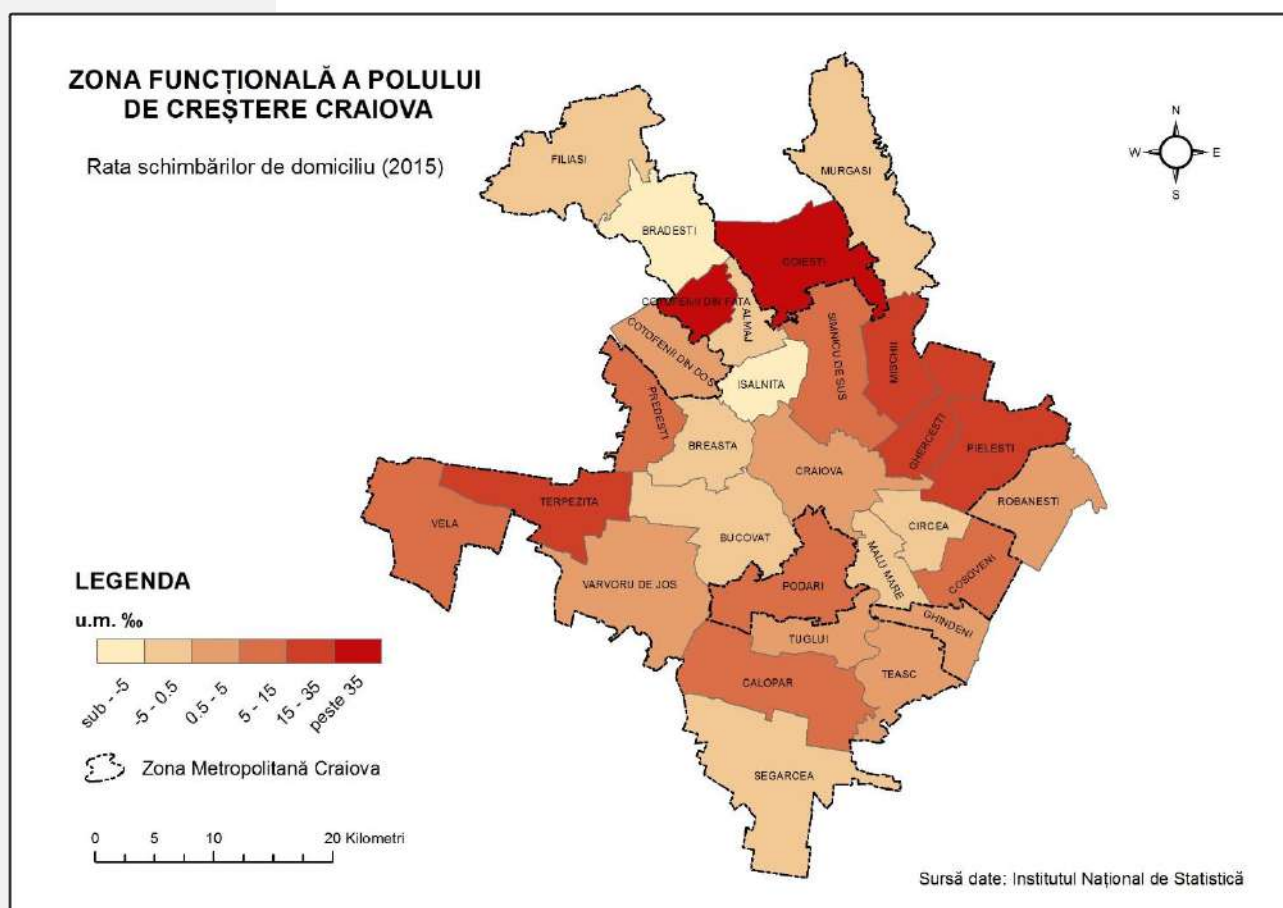 ZONA FUNCȚIONALĂ A POLULUI
DE CREȘTERE CRAIOVA
Rata schimbărilor de domiciliu (2015)
N
W
E
S
FILIASI
MURGASI
BRADESTI
GOIESTI
COTOFENII DIN FATA
ALMAJ
COTOFENII DIN DOS
SIMNICU DE SUS
MISCHII
ISALNITA
PREDESTI
GHERCESTI
PIELESTI
BREASTA
CRAIOVA
ROBANESTI
TERPEZITA
VELA
CIRCEA
BUCOVAT
MALU MARE
COSOVENI
VARVORU DE JOS
PODARI
GHINDENI
TUGLUI
TEASC
CALOPAR
SEGARCEA
LEGENDA
u.m. ‰
sub --5
-5 - 0.5
0.5 - 5
5 - 15
15 - 35
peste 35
Zona Metropolitană Craiova
0 5 10 20 Kilometri
Sursă date: Institutul Național de Statistică